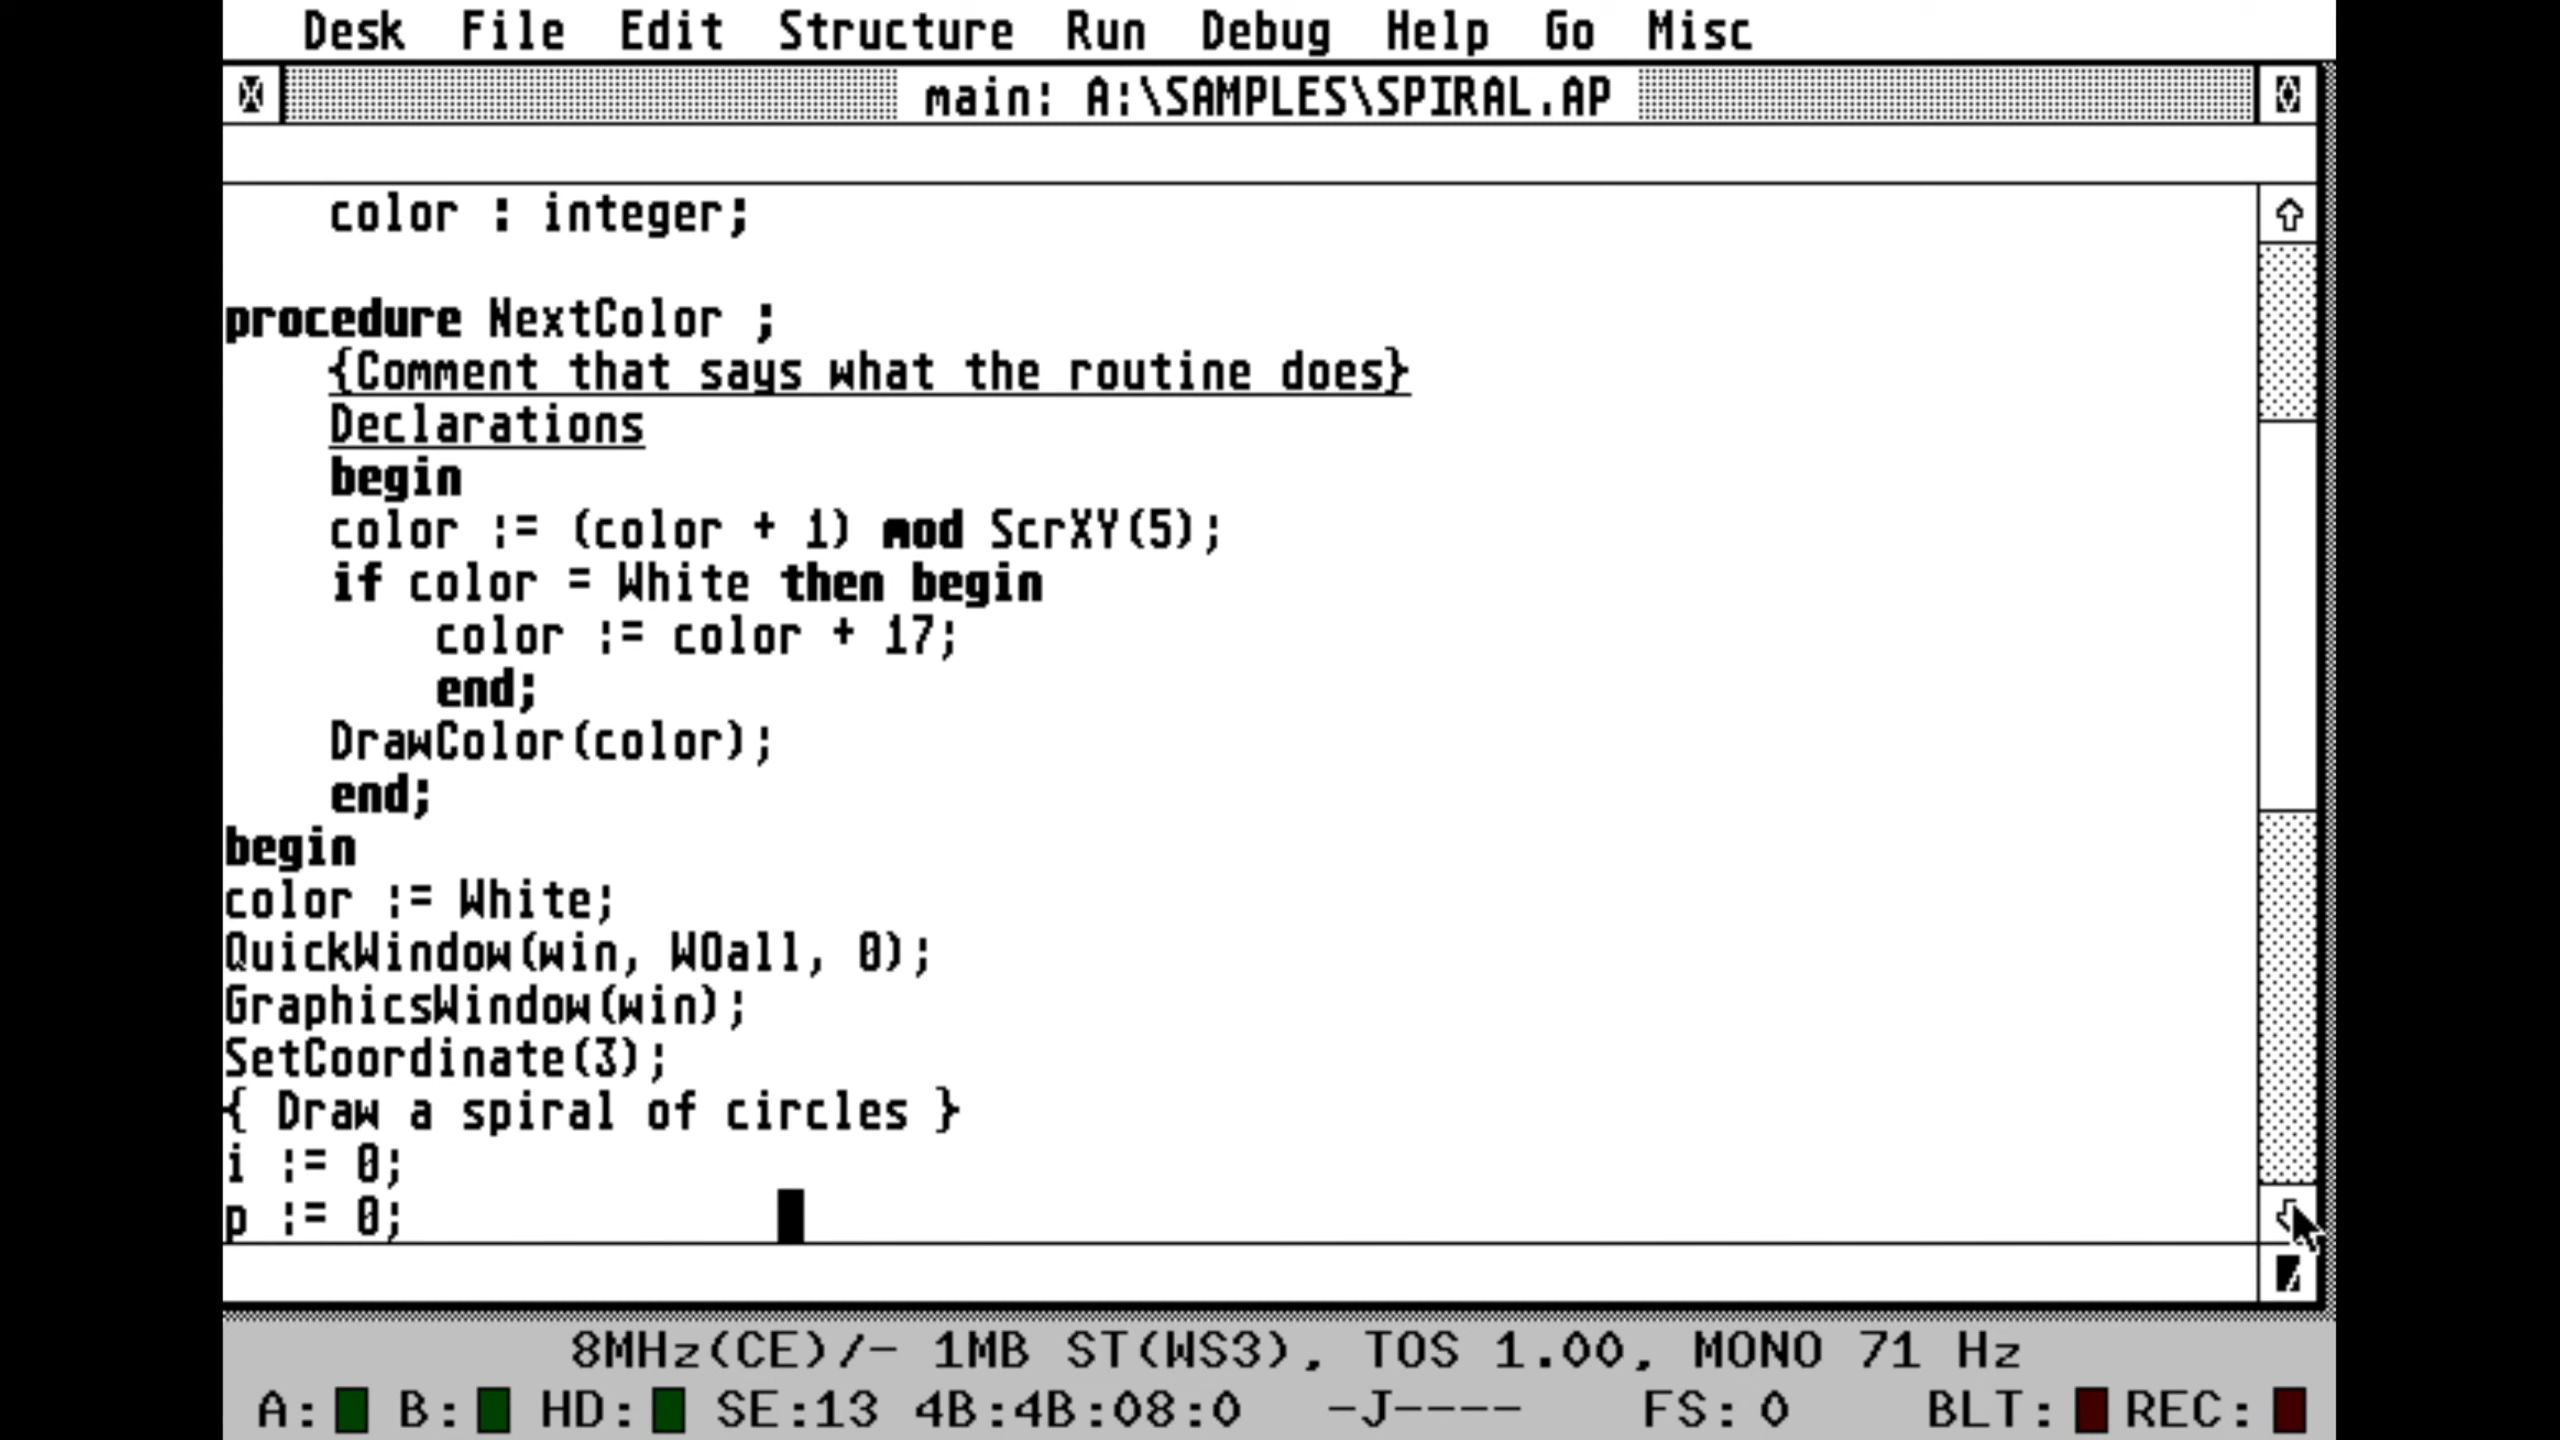 Desk File Edit Structure Run Debug Help Go Misc
main: A:\SAMPLES\SPIRAL.AP
color : integer;
procedure NextColor ;
{Comment that says what the routine does}
Declarations
begin
color := (color + 1) mod ScrXY(5);
if color = White then begin
color := color + 17;
end;
DrawColor(color);
end;
begin
color := White;
QuickWindow(win, WOall, 0);
GraphicsWindow(win);
SetCoordinate(3);
{ Draw a spiral of circles }
i := 0;
p := 0;
8MHz(CE)/- 1MB ST(WS3), TOS 1.00, MONO 71 Hz
A: B: HD: SE:13 4B:4B:08:0 -J---- FS: 0 BLT: REC: